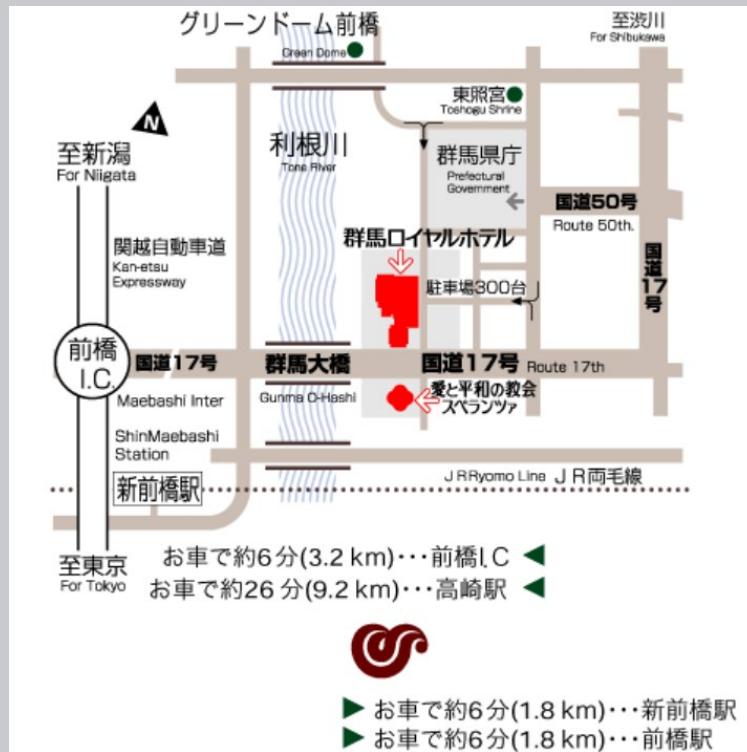 グリーンドーム前橋
Green Dome
至渋川
For Shibukawa
東照宮
Toshogu Shrine
N
至新潟
For Niigata
利根川
Tone River
群馬県庁
Prefectural
Government
国道50号
Route 50th.
関越自動車道
Kan-etsu
Expressway
群馬ロイヤルホテル
駐車場300台
国道17号
前橋
I.C.
国道17号
群馬大橋
国道17号
Route 17th
Maebashi Inter
Gunma O-Hashi
愛と平和の教会
スペランツァ
ShinMaebashi
Station
新前橋駅
JRRyomo Line JR両毛線
至東京
For Tokyo
お車で約6分(3.2 km)･･･前橋I.C ◀
お車で約26分(9.2 km)･･･高崎駅 ◀
▶ お車で約6分(1.8 km)･･･新前橋駅
▶ お車で約6分(1.8 km)･･･前橋駅